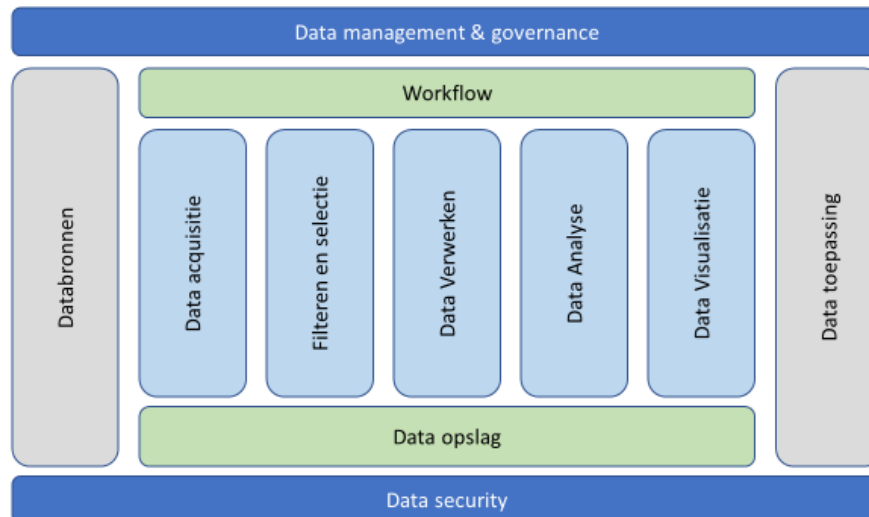 Data management & governance
Databronnen
Workflow
Data acquisitie
Filteren en selectie
Data Verwerken
Data Analyse
Data Visualisatie
Data opslag
Data toepassing
Data security